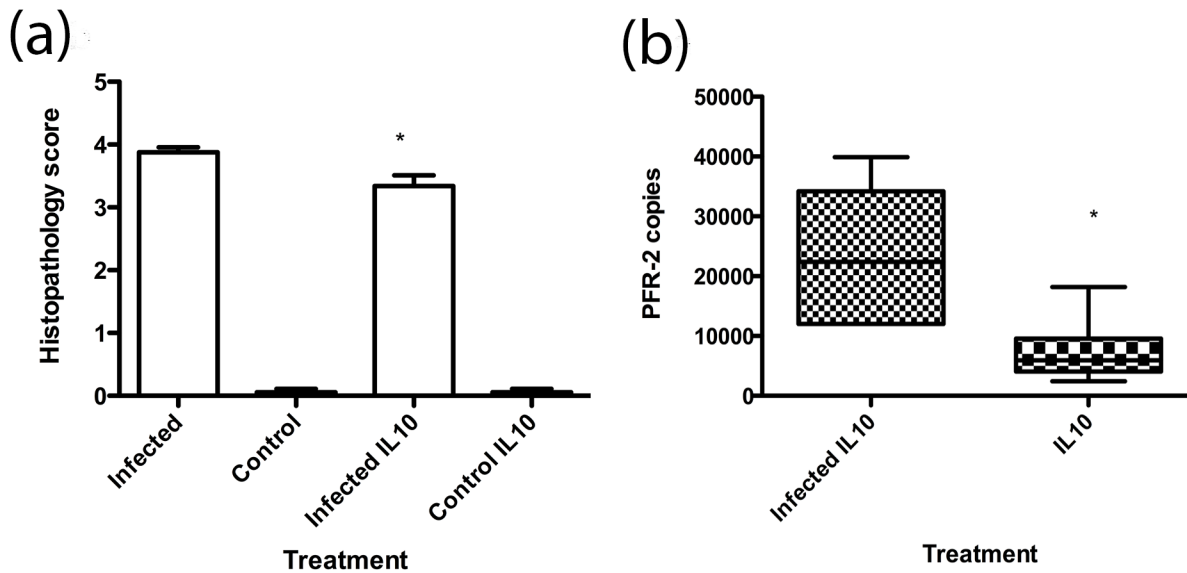 (a)
Histopathology score
5
4
3
2
1
0
*
Infected
Control
Infected IL10
Control IL10
Treatment
(b)
PFR-2 copies
50000
40000
30000
20000
10000
0
*
Infected IL10
IL10
Treatment